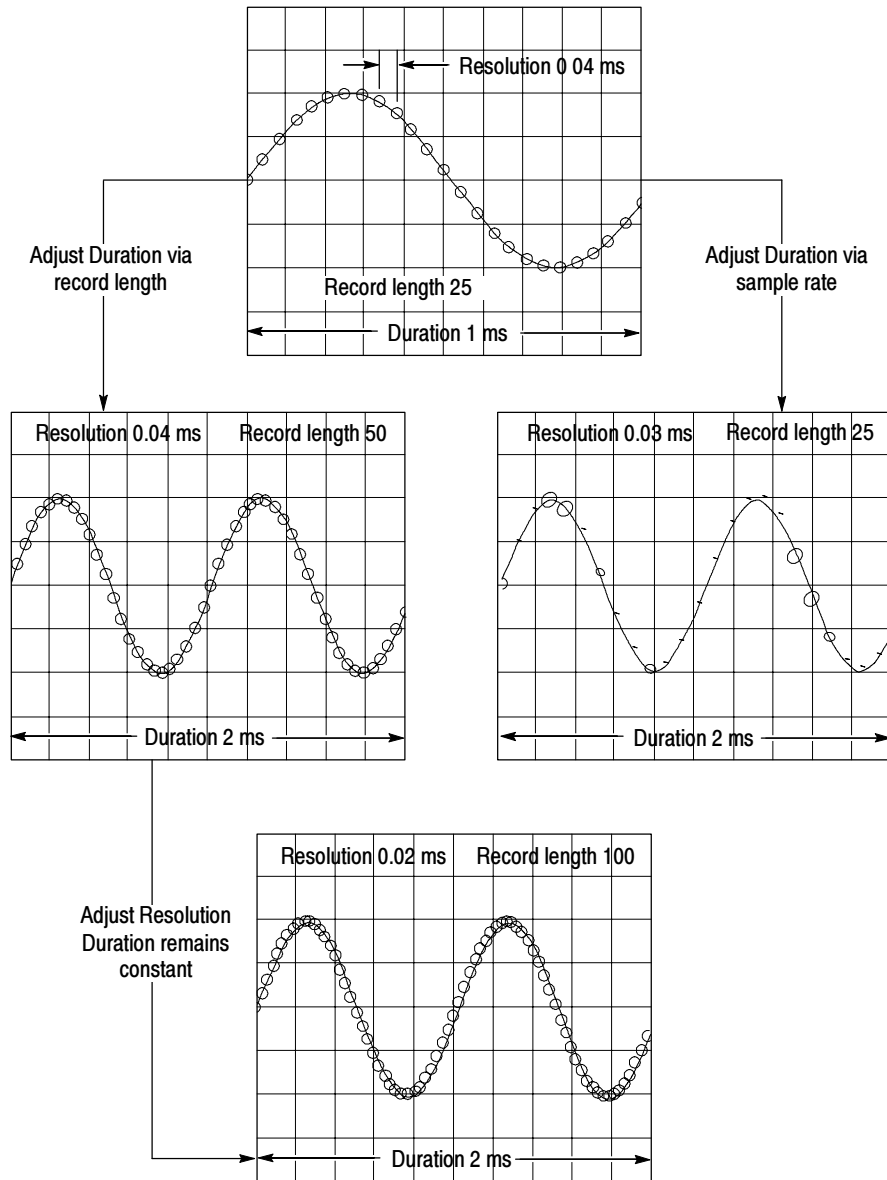 Resolution 0 04 ms
Adjust Duration via
record length
Adjust Duration via
sample rate
Record length 25
Duration 1 ms
Resolution 0.04 ms
Record length 50
Duration 2 ms
Resolution 0.03 ms
Record length 25
Duration 2 ms
Adjust Resolution
Duration remains
constant
Resolution 0.02 ms
Record length 100
Duration 2 ms